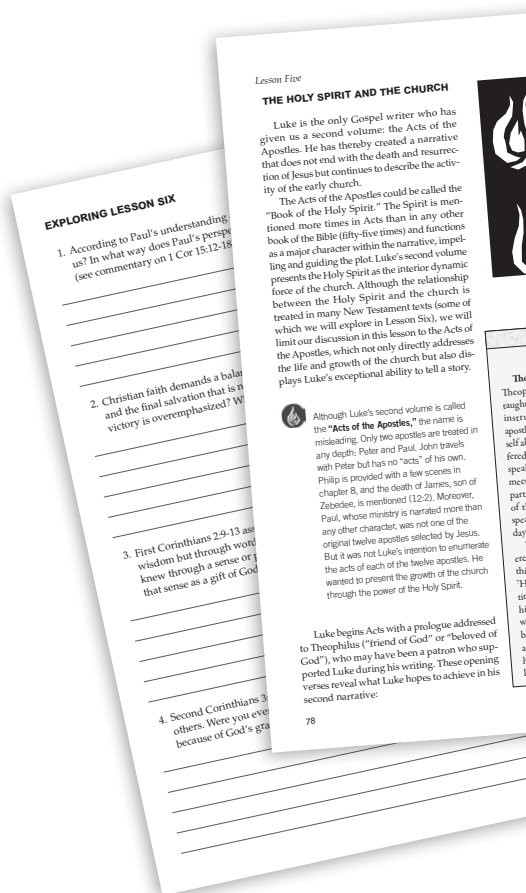 EXPLORING LESSON SIX
1. According to Paul's understanding
us? In what way does Paul's perspe
(see commentary on 1 Cor 15:12-18
2. Christian faith demands a bala
and the final salvation that is n
victory is overemphasized? W
3. First Corinthians 2:9-13 ass
wisdom but through word
knew through a sense or
that sense as a gift of God
4. Second Corinthians 3
others. Were you eve
because of God's gra
Lesson Five
THE HOLY SPIRIT AND THE CHURCH
Luke is the only Gospel writer who has
given us a second volume: the Acts of the
Apostles. He has thereby created a narrative
that does not end with the death and resurrec-
tion of Jesus but continues to describe the activ-
ity of the early church.
The Acts of the Apostles could be called the
"Book of the Holy Spirit." The Spirit is men-
tioned more times in Acts than in any other
book of the Bible (fifty-five times) and functions
as a major character within the narrative, impel-
ling and guiding the plot. Luke's second volume
presents the Holy Spirit as the interior dynamic
force of the church. Although the relationship
between the Holy Spirit and the church is
treated in many New Testament texts (some of
which we will explore in Lesson Six), we will
limit our discussion in this lesson to the Acts of
the Apostles, which not only directly addresses
the life and growth of the church but also dis-
plays Luke's exceptional ability to tell a story.
Although Luke's second volume is called
the "Acts of the Apostles," the name is
misleading. Only two apostles are treated in
any depth: Peter and Paul. John travels
with Peter but has no "acts" of his own.
Philip is provided with a few scenes in
chapter 8, and the death of James, son of
Zebedee, is mentioned (12:2). Moreover,
Paul, whose ministry is narrated more than
any other character, was not one of the
original twelve apostles selected by Jesus.
But it was not Luke's intention to enumerate
the acts of each of the twelve apostles. He
wanted to present the growth of the church
through the power of the Holy Spirit.
Luke begins Acts with a prologue addressed
to Theophilus ("friend of God" or "beloved of
God"), who may have been a patron who sup-
ported Luke during his writing. These opening
verses reveal what Luke hopes to achieve in his
second narrative:
78
The
Theop
taugh
instru
apostl
self al
fered
speal
meet
part
of th
spea
day
ere
thi
"H
tin
hi
w
b
a